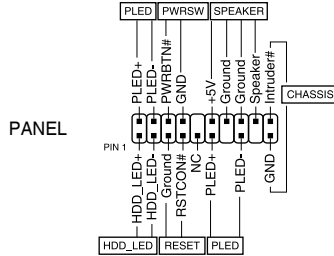 PLED PWRSW SPEAKER
PLED+
PLED-
PWRBTN#
GND
+5V
Ground
Ground
Speaker
Intruder#
CHASSIS
PANEL
PIN 1
HDD_LED+
HDD_LED-
Ground
RSTCON#
NC
PLED+
PLED-
GND
HDD_LED RESET PLED